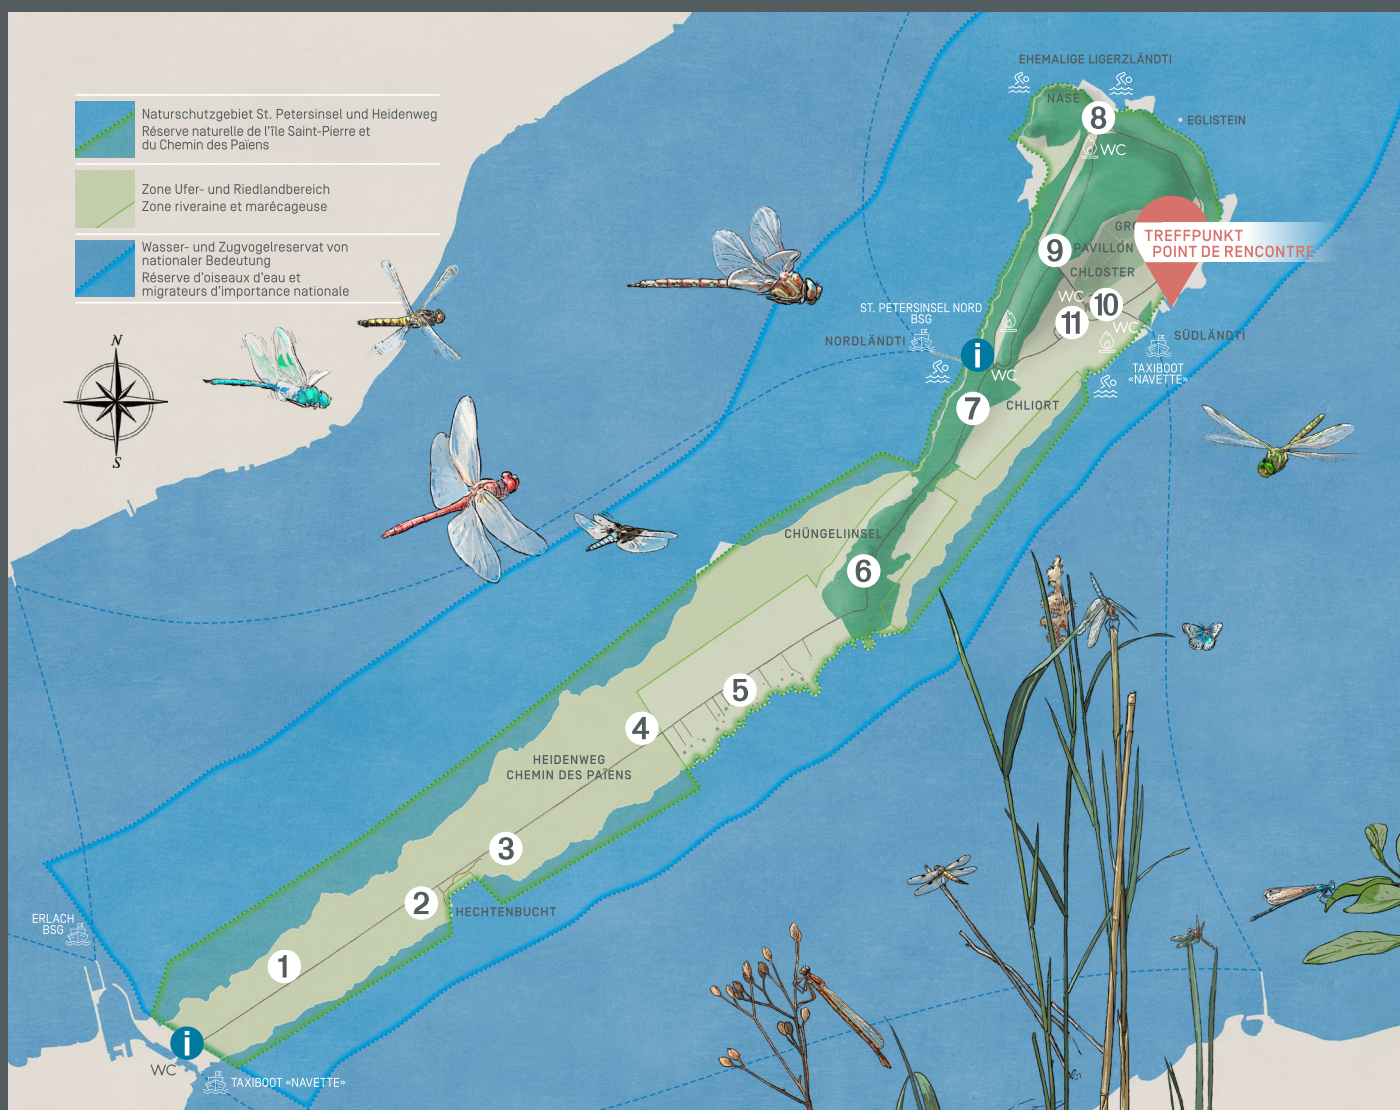 Naturschutzgebiet St. Petersinsel und Heidenweg
Réserve naturelle de l'île Saint-Pierre et
du Chemin des Païens
Zone Ufer- und Riedlandbereich
Zone riveraine et marécageuse
Wasser- und Zugvogelreservat von
nationaler Bedeutung
Réserve d'oiseaux d'eau et
migrateurs d'importance nationale
N
S
EHEMALIGE LIGERZLÄNDTI
NASE
8
WC
EGLISTEIN
TREFFPUNKT
POINT DE RENCONTRE
9
PAVILLON
CHLOSTER
WC
10
11
WC
ST. PETERSINSEL NORD
BSG
NORDLÄNDTI
SÜDLÄNDTI
TAXIBOOT
«NAVETTE»
i
WC
7
CHLIORT
CHÜNGELIINSEL
6
5
4
HEIDENWEG
CHEMIN DES PAÏENS
3
2
HECHTENBUCHT
ERLACH
BSG
1
i
WC
TAXIBOOT «NAVETTE»